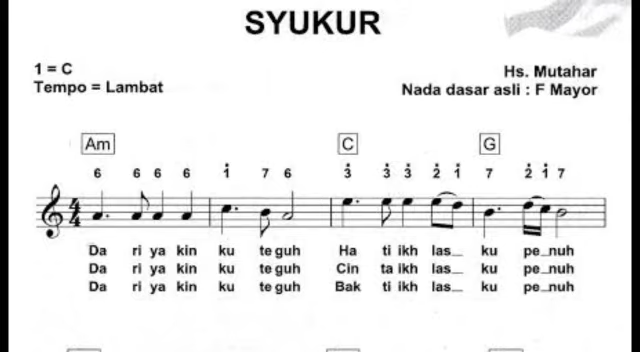 SYUKUR
1 = C
Hs. Mutahar
Tempo = Lambat
Nada dasar asli : F Mayor
Am C G
6 6 6 6 1̇ 7 6 3̇ 3̇ 3̇ 2̇ 1̇ 7 2̇ 1̇ 7
4
4
Da ri ya kin ku te guh Ha ti ikh las_ ku pe_nuh
Da ri ya kin ku te guh Cin ta ikh las_ ku pe_nuh
Da ri ya kin ku te guh Bak ti ikh las_ ku pe_nuh